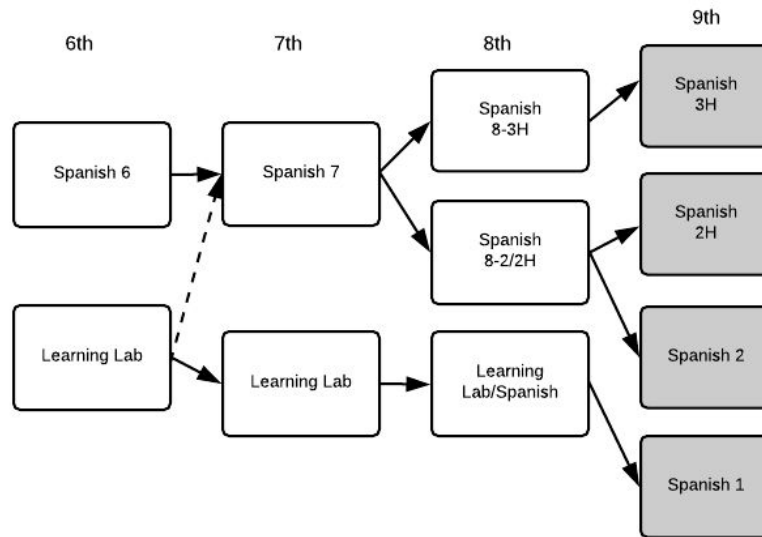 6th
7th
8th
9th
Spanish 6
Spanish 7
Spanish
8-3H
Spanish
3H
Spanish
8-2/2H
Spanish
2H
Learning Lab
Learning Lab
Learning
Lab/Spanish
Spanish 2
Spanish 1